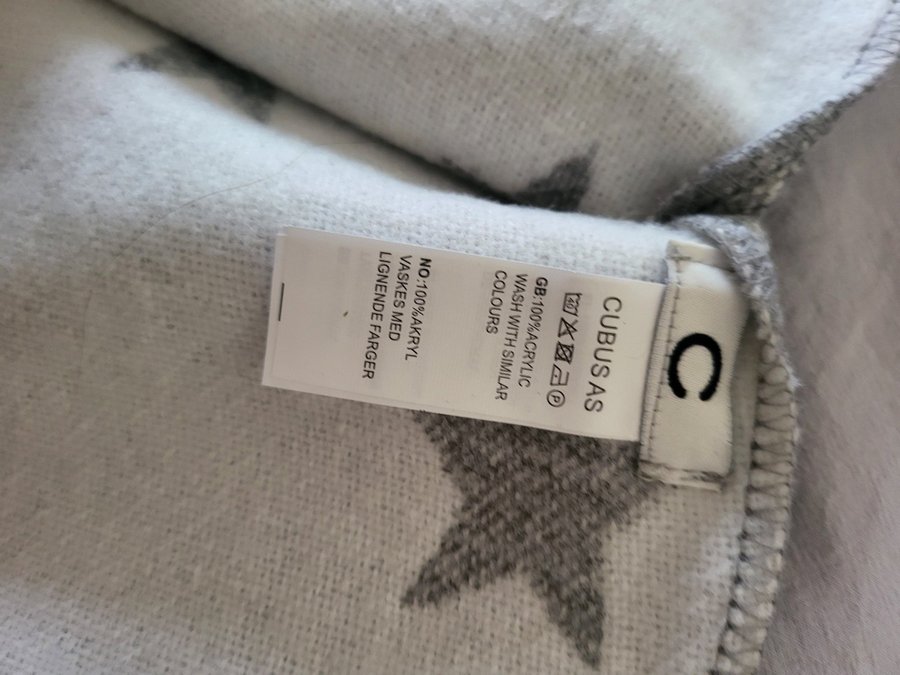 C
CUBUS AS
P
GB:100%ACRYLIC
WASH WITH SIMILAR
COLOURS
NO:100%AKRYL
VASKES MED
LIGNENDE FARGER